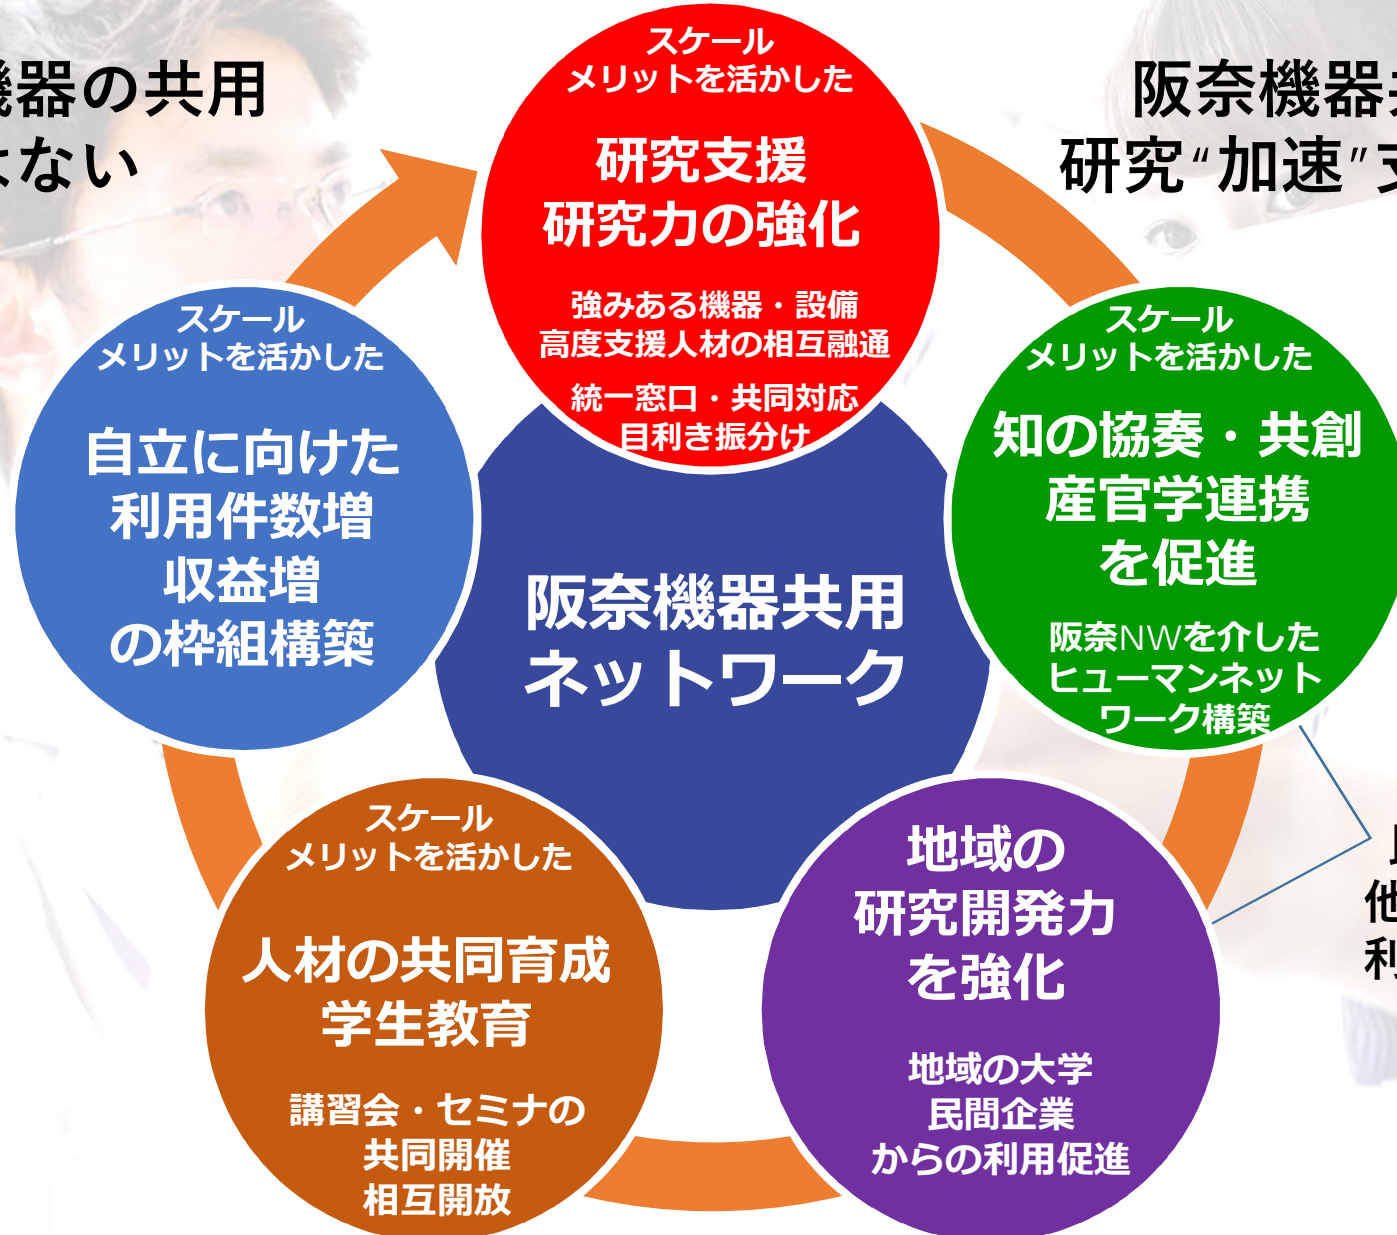 機器の共用
はない
阪奈機器
研究“加速”支
スケール
メリットを活かした
研究支援
研究力の強化
強みある機器・設備
高度支援人材の相互融通
統一窓口・共同対応
目利き振分け
スケール
メリットを活かした
知の協奏・共創
産官学連携
を促進
阪奈NWを介した
ヒューマンネット
ワーク構築
地域の
研究開発力
を強化
地域の大学
民間企業
からの利用促進
スケール
メリットを活かした
人材の共同育成
学生教育
講習会・セミナの
共同開催
相互開放
スケール
メリットを活かした
自立に向けた
利用件数増
収益増
の枠組構築
阪奈機器共用
ネットワーク
他
利